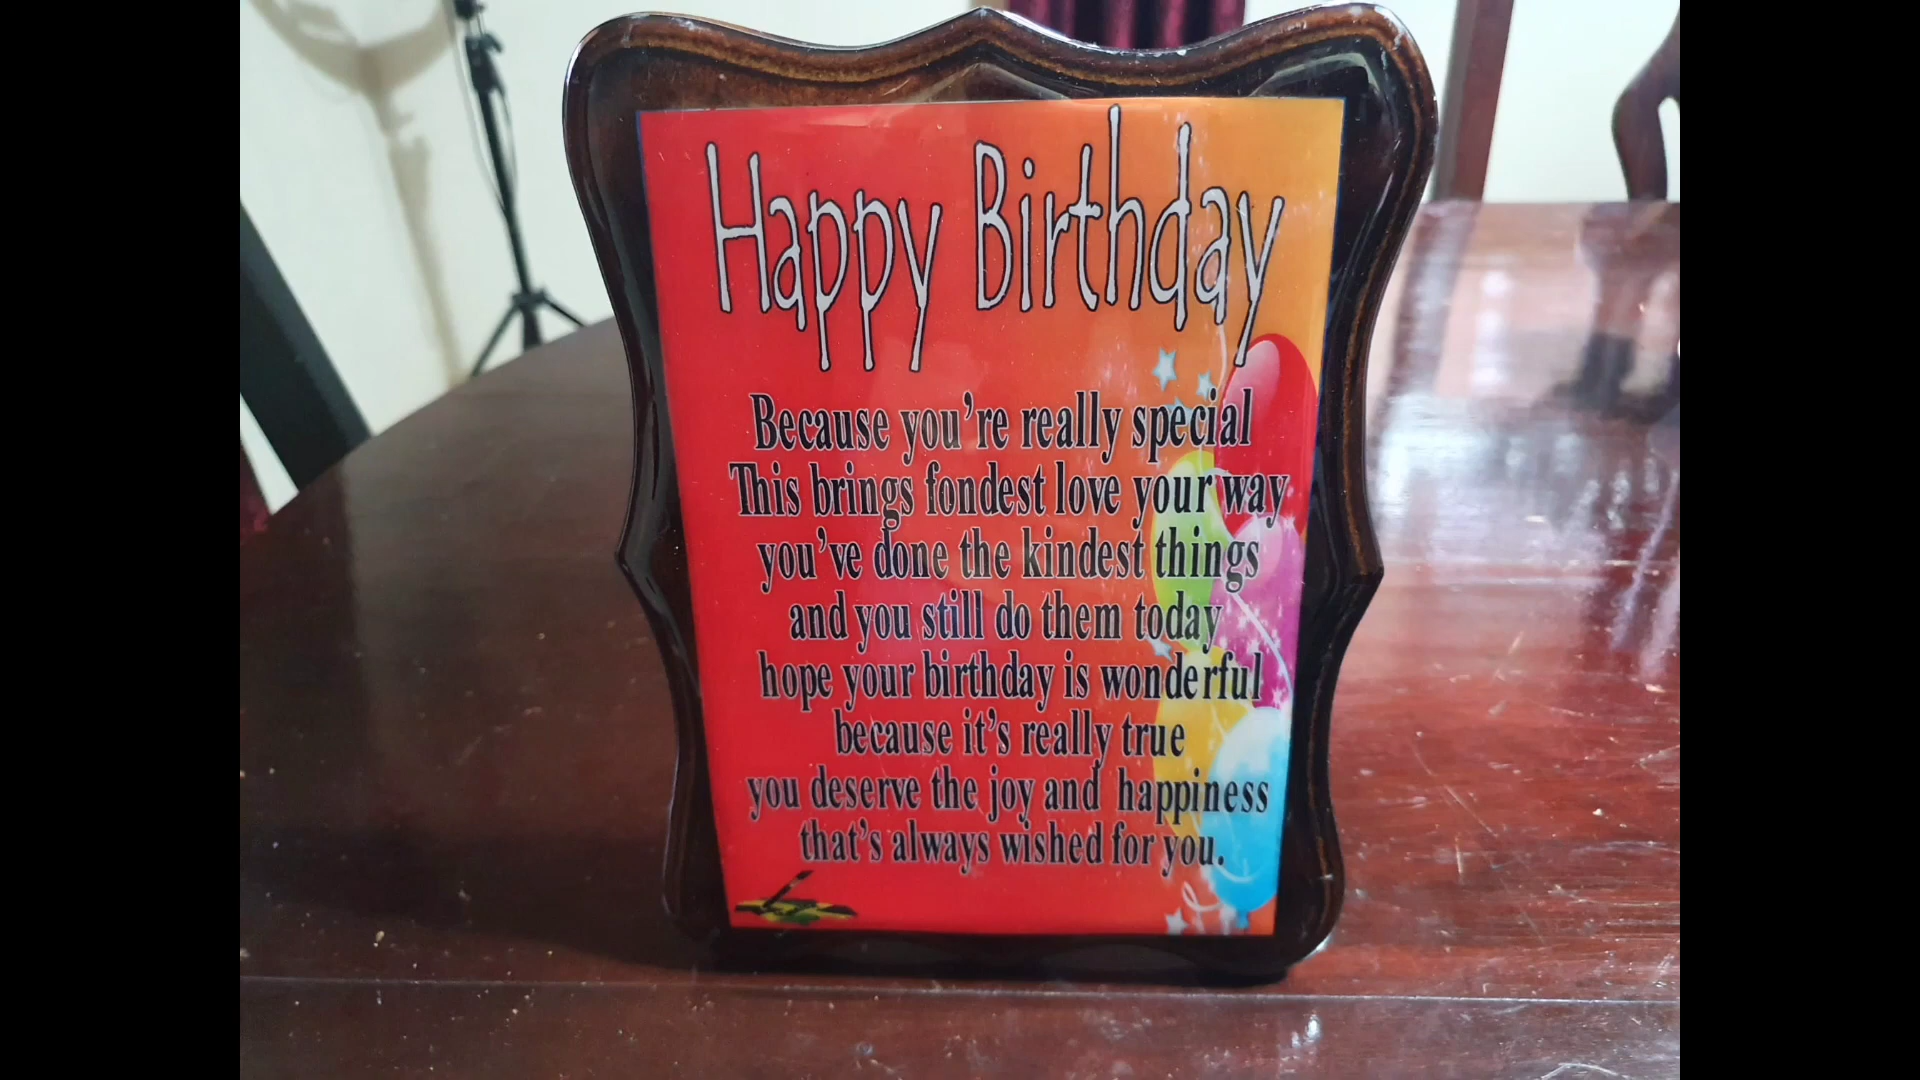 Happy Birthday
Because you're really special
This brings fondest love your way
you've done the kindest things
and you still do them today
hope your birthday is wonderful
because it's really true
you deserve the joy and happiness
that's always wished for you.